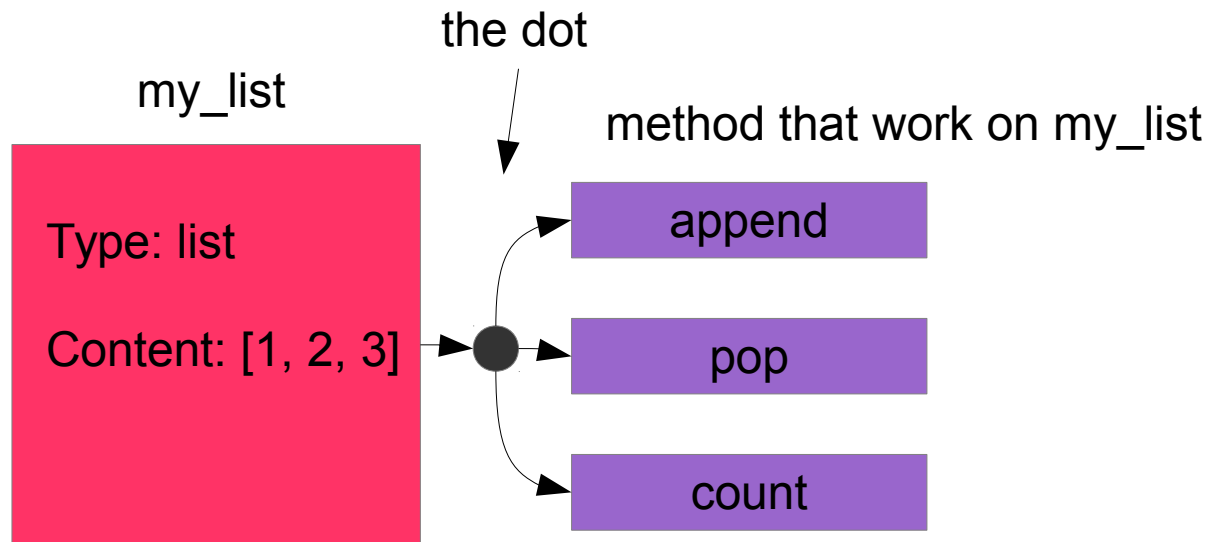 the dot
my_list
method that work on my_list
Type: list
Content: [1, 2, 3]
append
pop
count